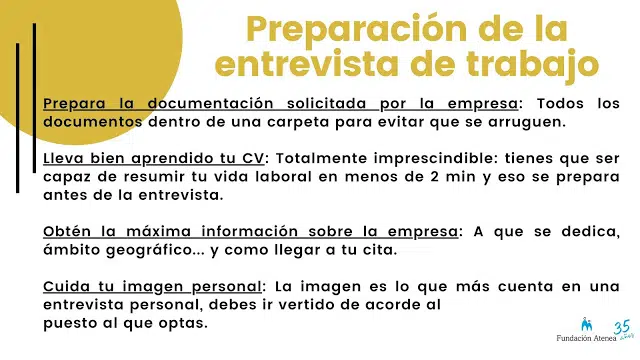 Preparación de la
entrevista de trabajo
Prepara la documentación solicitada por la empresa: Todos los
documentos dentro de una carpeta para evitar que se arruguen.
Lleva bien aprendido tu CV: Totalmente imprescindible: tienes que ser
capaz de resumir tu vida laboral en menos de 2 min y eso se prepara
antes de la entrevista.
Obtén la máxima información sobre la empresa: A que se dedica,
ámbito geográfico... y como llegar a tu cita.
Cuida tu imagen personal: La imagen es lo que más cuenta en una
entrevista personal, debes ir vertido de acorde al
puesto al que optas.
Fundación Atenea
35
años